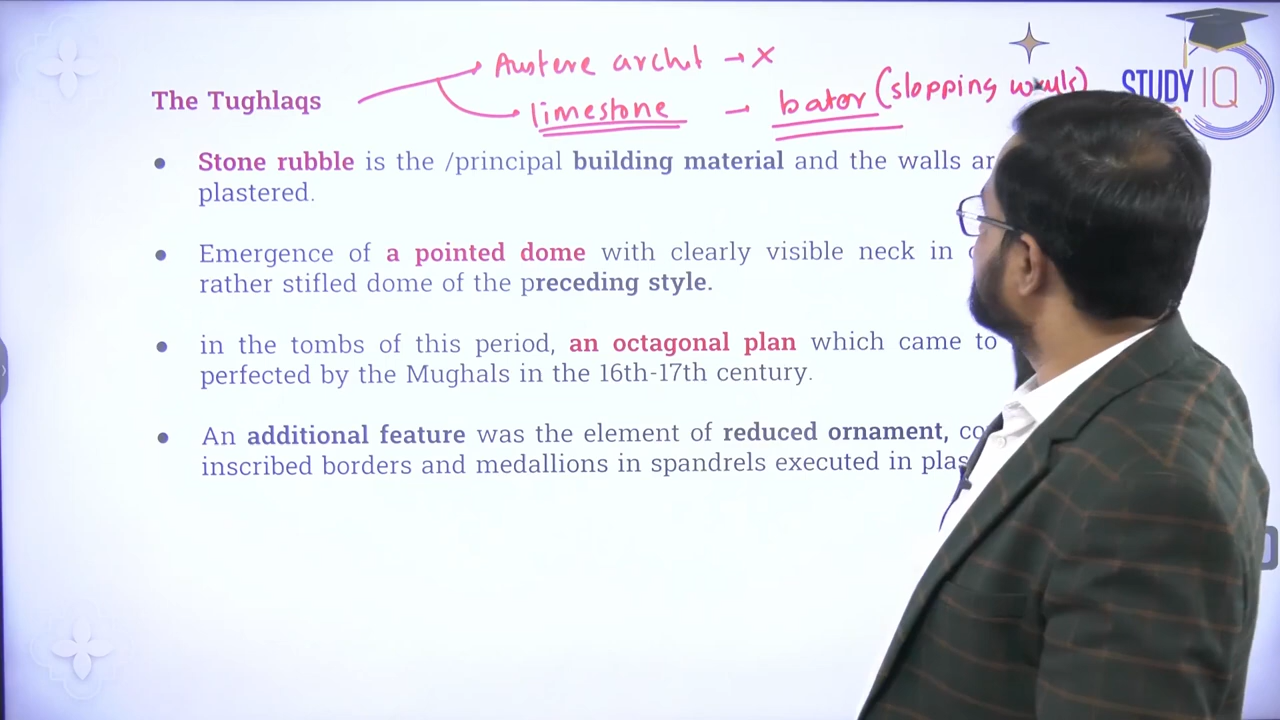 Austere archt → x
The Tughlaqs
limestone - bator (slopping walls)
STUDY IQ
Stone rubble is the /principal building material and the walls
plastered.
Emergence of a pointed dome with clearly visible neck in
rather stifled dome of the preceding style.
in the tombs of this period, an octagonal plan which came to
perfected by the Mughals in the 16th-17th century.
An additional feature was the element of reduced ornament,
inscribed borders and medallions in spandrels executed in